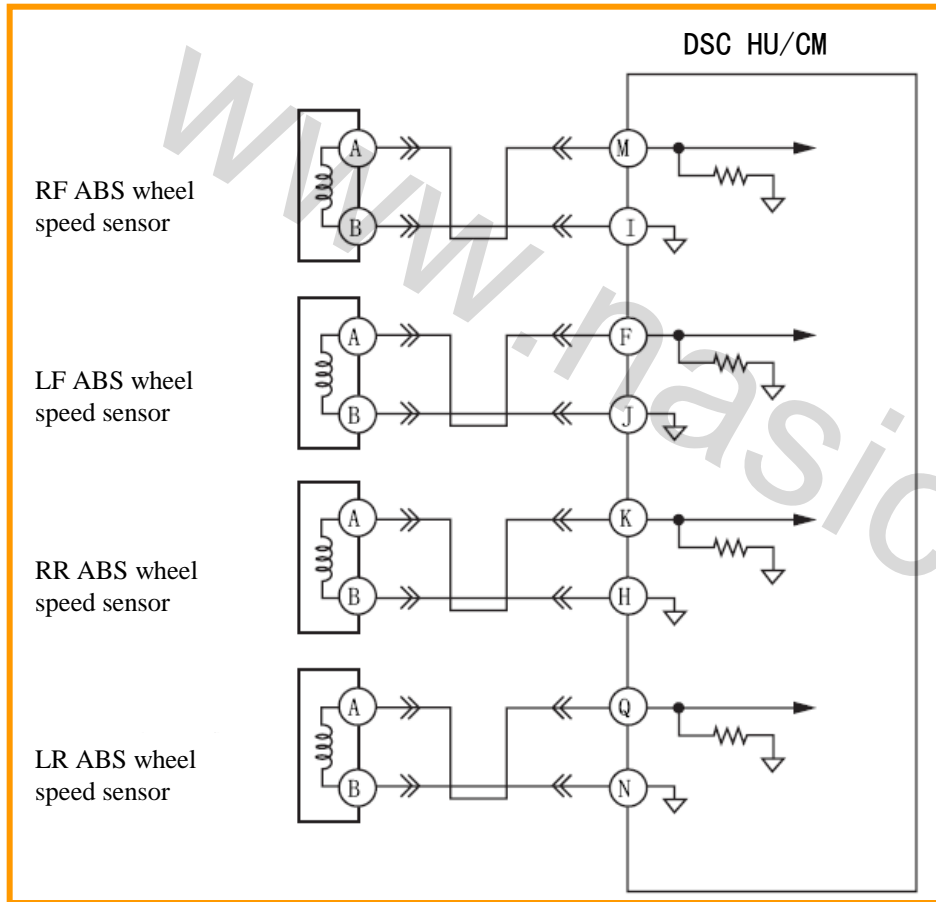 DSC HU/CM
RF ABS wheel
speed sensor
A
B
M
I
LF ABS wheel
speed sensor
A
B
F
J
RR ABS wheel
speed sensor
A
B
K
H
LR ABS wheel
speed sensor
A
B
Q
N
www.nasic